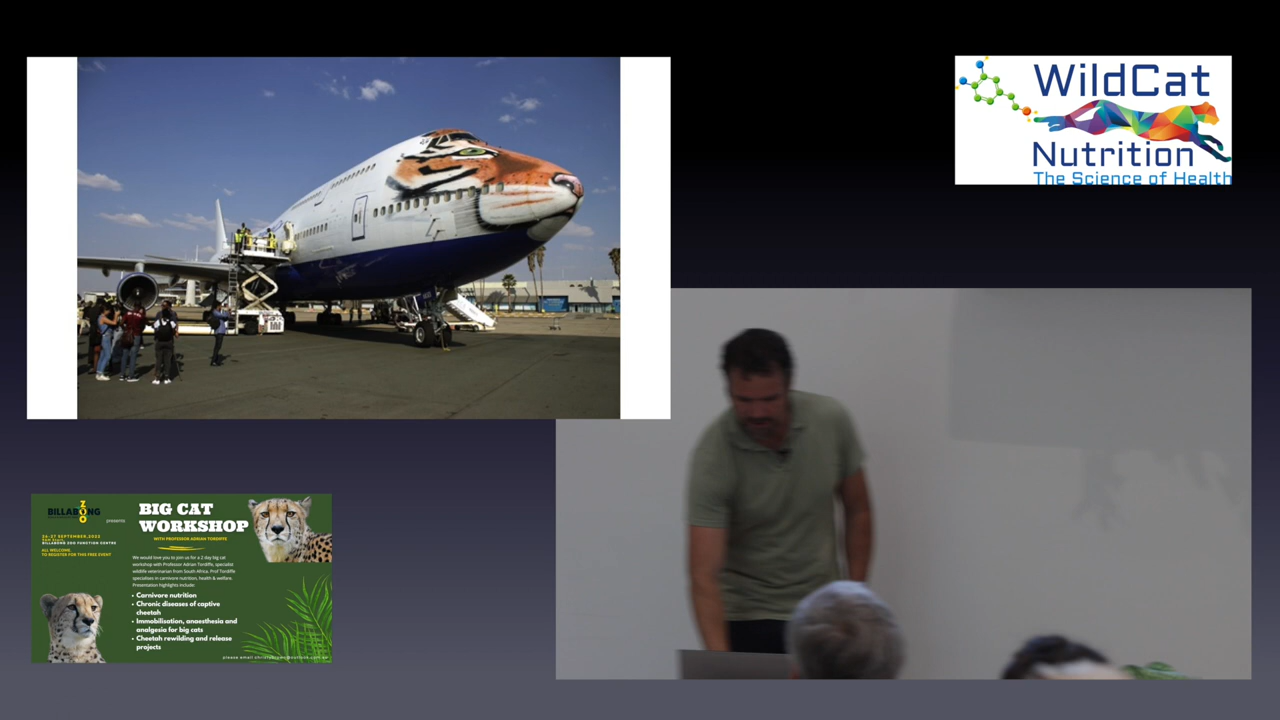 WildCat
Nutrition
The Science of Health
BILLABONG
ZOO
presents
BIG CAT
WORKSHOP
WITH PROFESSOR ADRIAN TORDIFFE
26-27 SEPTEMBER,2022
BILLABONG ZOO FUNCTION CENTRE
ALL WELCOME.
TO REGISTER FOR THIS FREE EVENT
We would love you to join us for a 2 day big cat
workshop with Professor Adrian Tordiffe, specialist
wildlife veterinarian from South Africa. Prof Tordiffe
specialises in carnivore nutrition, health & welfare.
Presentation highlights include:
• Carnivore nutrition
• Chronic diseases of captive
cheetah
• Immobilisation, anaesthesia and
analgesia for big cats
• Cheetah rewilding and release
projects
please email